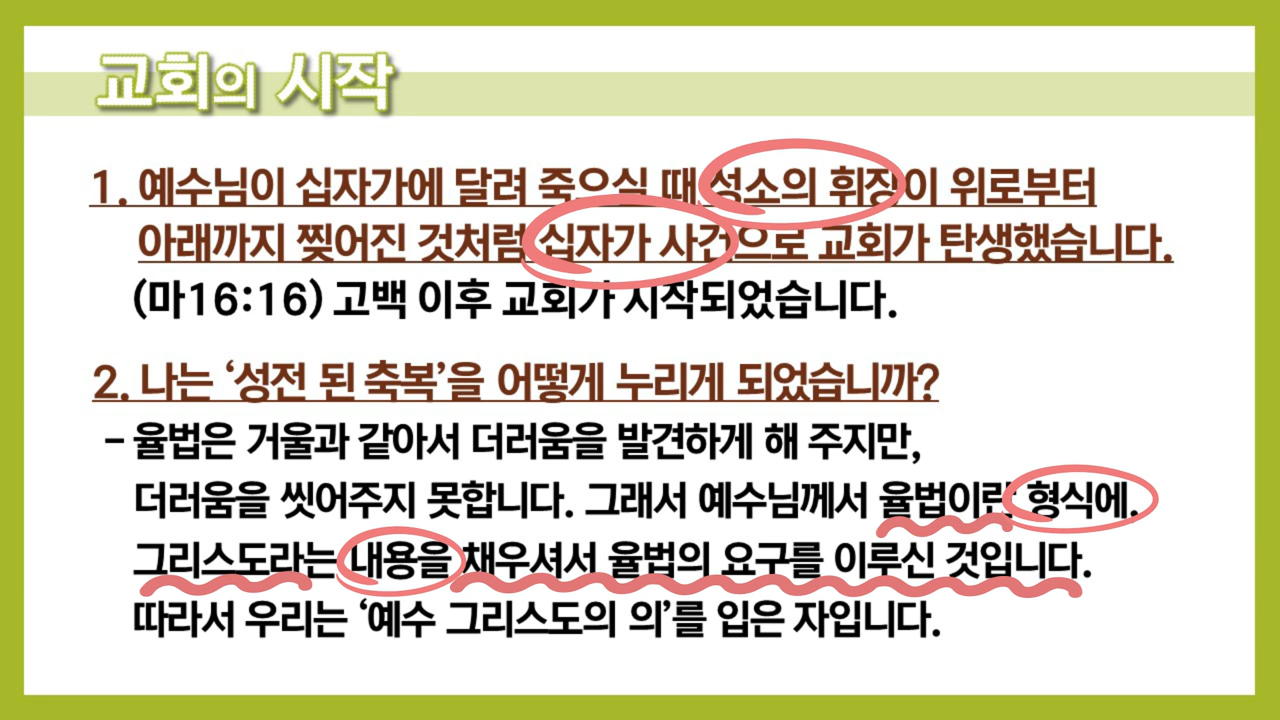 교회의 시작
1. 예수님이 십자가에 달려 죽으실 때 성소의 휘장이 위로부터
아래까지 찢어진 것처럼 십자가 사건으로 교회가 탄생했습니다.
(마16:16) 고백 이후 교회가 시작되었습니다.
2. 나는 ‘성전 된 축복’을 어떻게 누리게 되었습니까?
– 율법은 거울과 같아서 더러움을 발견하게 해 주지만,
더러움을 씻어주지 못합니다. 그래서 예수님께서 율법이란 형식에.
그리스도라는 내용을 채우셔서 율법의 요구를 이루신 것입니다.
따라서 우리는 ‘예수 그리스도의 의’를 입은 자입니다.